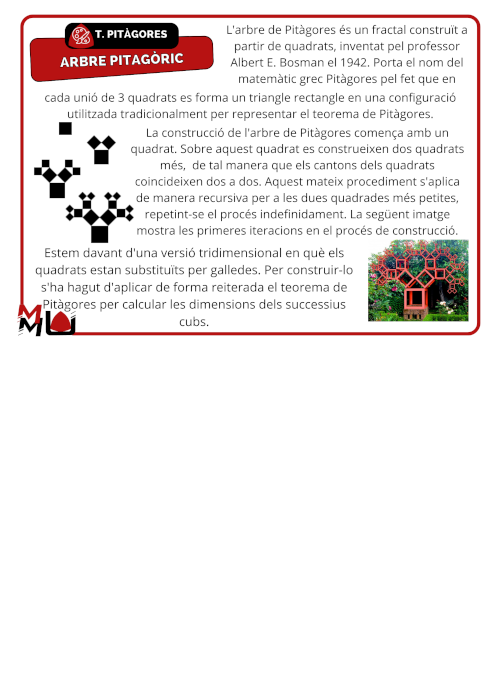 T. PITÀGORES
ARBRE PITAGÒRIC
L'arbre de Pitàgores és un fractal construït a
partir de quadrats, inventat pel professor
Albert E. Bosman el 1942. Porta el nom del
matemàtic grec Pitàgores pel fet que en
cada unió de 3 quadrats es forma un triangle rectangle en una configuració
utilitzada tradicionalment per representar el teorema de Pitàgores.
La construcció de l'arbre de Pitàgores comença amb un
quadrat. Sobre aquest quadrat es construeixen dos quadrats
més, de tal manera que els cantons dels quadrats
coincideixen dos a dos. Aquest mateix procediment s'aplica
de manera recursiva per a les dues quadrades més petites,
repetint-se el procés indefinidament. La següent imatge
mostra les primeres iteracions en el procés de construcció.
Estem davant d'una versió tridimensional en què els
quadrats estan substituïts per galledes. Per construir-lo
s'ha hagut d'aplicar de forma reiterada el teorema de
Pitàgores per calcular les dimensions dels successius
cubs.